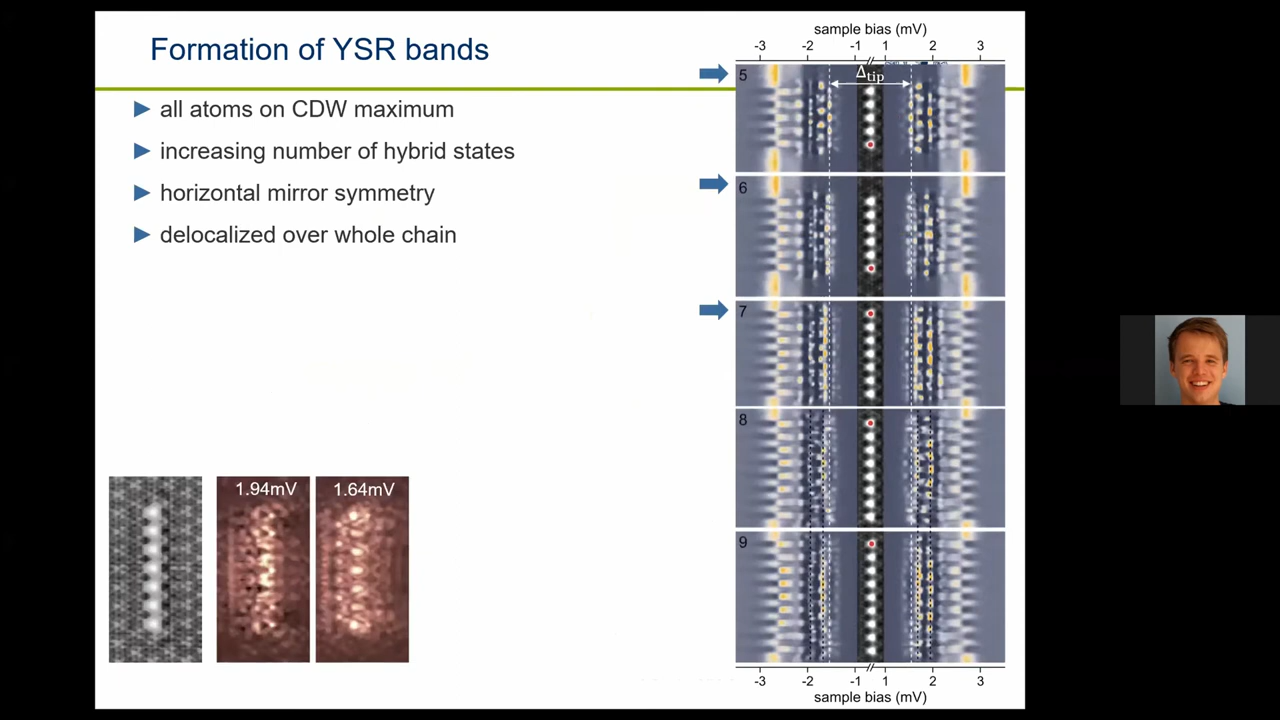 Formation of YSR bands
all atoms on CDW maximum
increasing number of hybrid states
horizontal mirror symmetry
delocalized over whole chain
1.94mV
1.64mV
sample bias (mV)
-3 -2 -1 1 2 3
5
Δtip
6
7
8
9
-3 -2 -1 1 2 3
sample bias (mV)